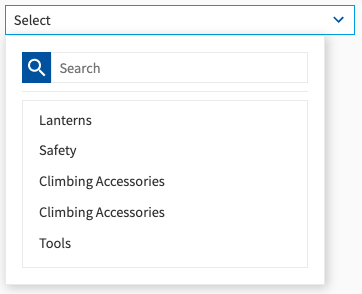 Select
Search
Lanterns
Safety
Climbing Accessories
Climbing Accessories
Tools